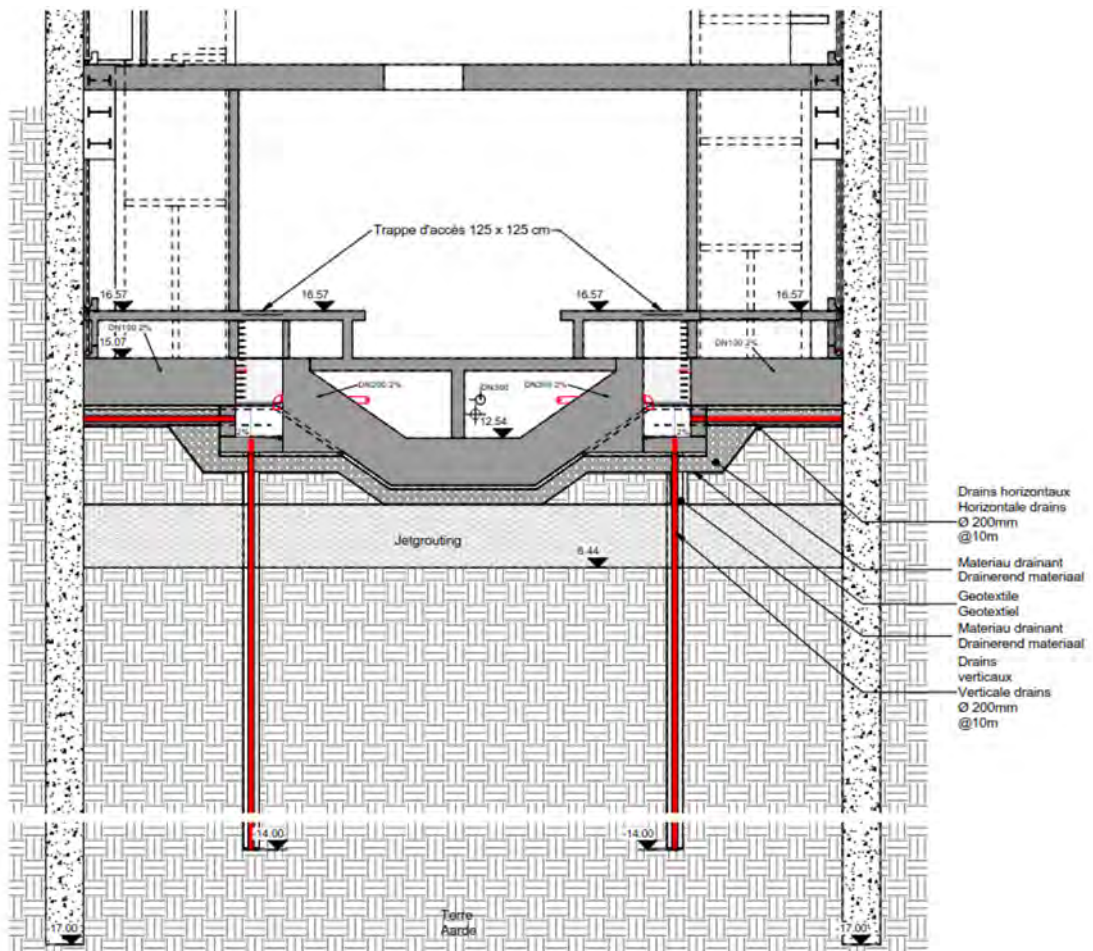 Trappe d'accès 125 x 125 cm
16.57
16.57
16.57
16.57
DN100 2%
15.07
DN100 2%
DN200 2%
DN300
DN200 2%
12.54
2%
2%
Jetgrouting
6.44
Drains horizontaux
Horizontale drains
Ø 200mm
@10m
Materiau drainant
Drainerend materiaal
Geotextile
Geotextiel
Materiau drainant
Drainerend materiaal
Drains
verticaux
Verticale drains
Ø 200mm
@10m
-14.00
-14.00
Terre
Aarde
-17.00
-17.00